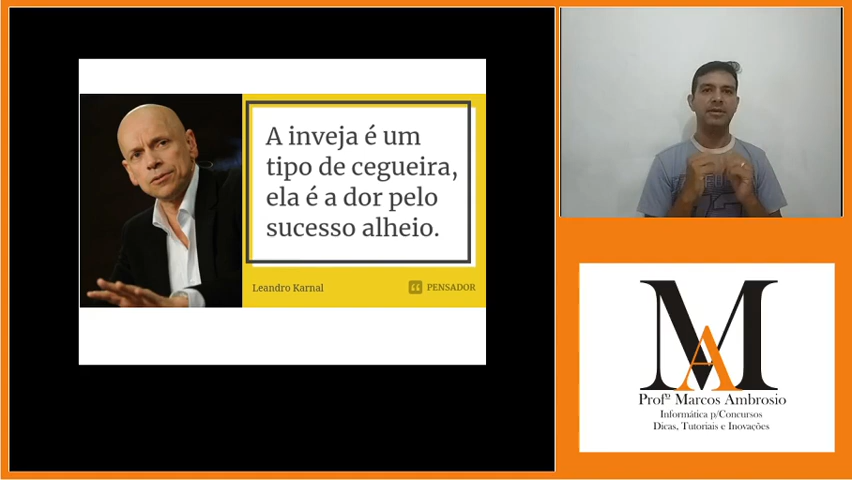 A inveja é um
tipo de cegueira,
ela é a dor pelo
sucesso alheio.
Leandro Karnal
PENSADOR
MA
Profº Marcos Ambrosio
Informática p/Concursos
Dicas, Tutoriais e Inovações